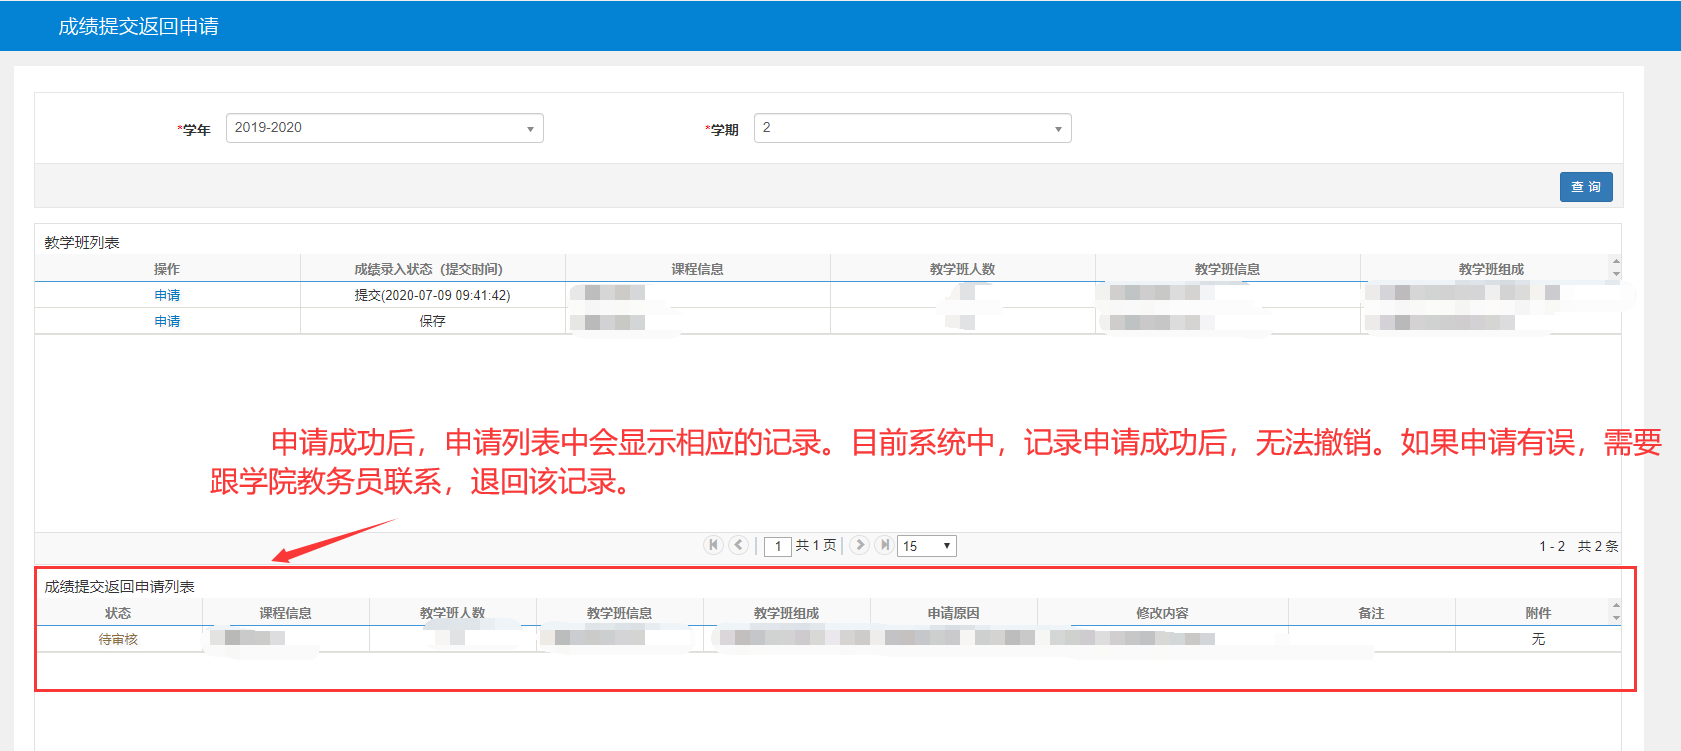 成绩提交返回申请
*学年 2019-2020 *学期 2
查 询
教学班列表
操作 成绩录入状态（提交时间） 课程信息 教学班人数 教学班信息 教学班组成
申请 提交(2020-07-09 09:41:42)
申请 保存
申请成功后，申请列表中会显示相应的记录。目前系统中，记录申请成功后，无法撤销。如果申请有误，需要
跟学院教务员联系，退回该记录。
1 共 1 页 15 1 - 2 共 2 条
成绩提交返回申请列表
状态 课程信息 教学班人数 教学班信息 教学班组成 申请原因 修改内容 备注 附件
待审核 无